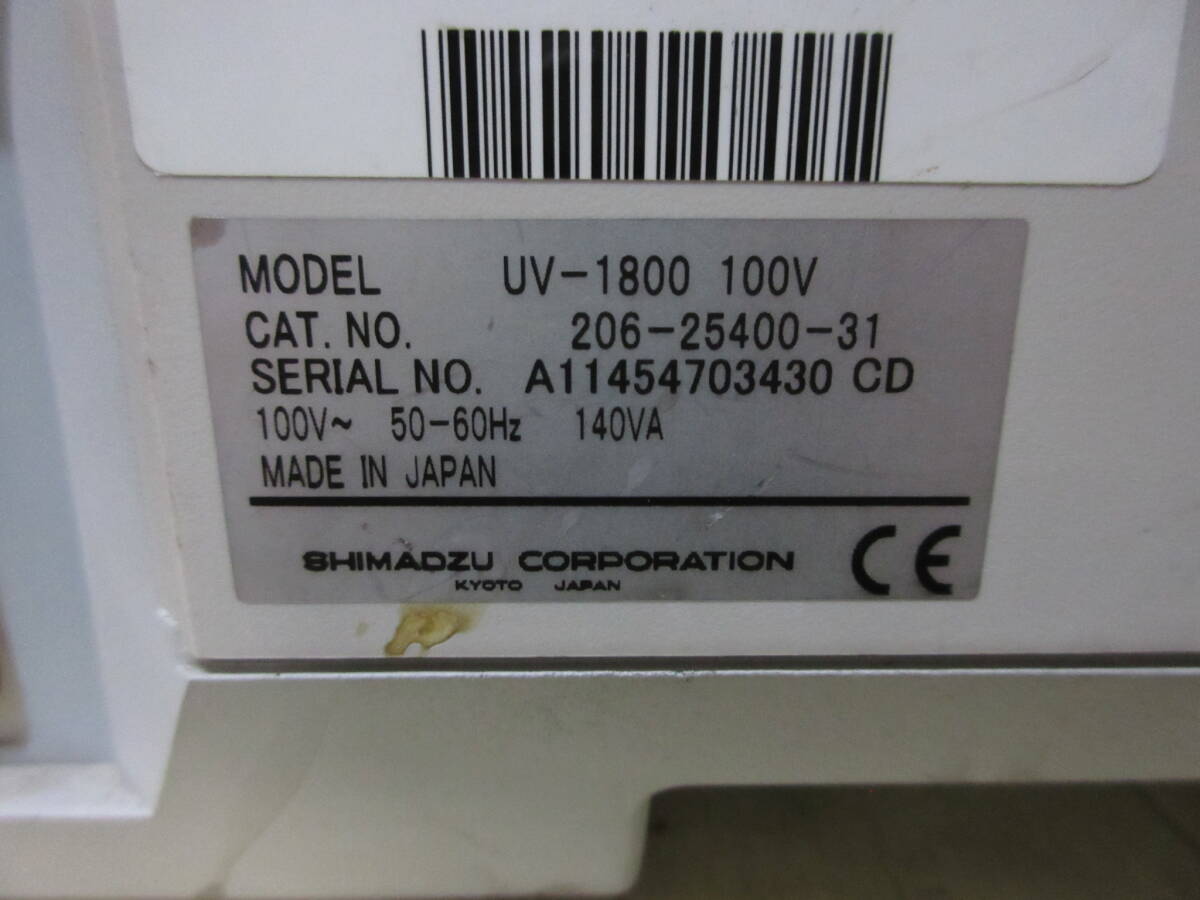 MODEL UV-1800 100V
CAT. NO. 206-25400-31
SERIAL NO. A11454703430 CD
100V~ 50-60Hz 140VA
MADE IN JAPAN
SHIMADZU CORPORATION
KYOTO JAPAN
CE